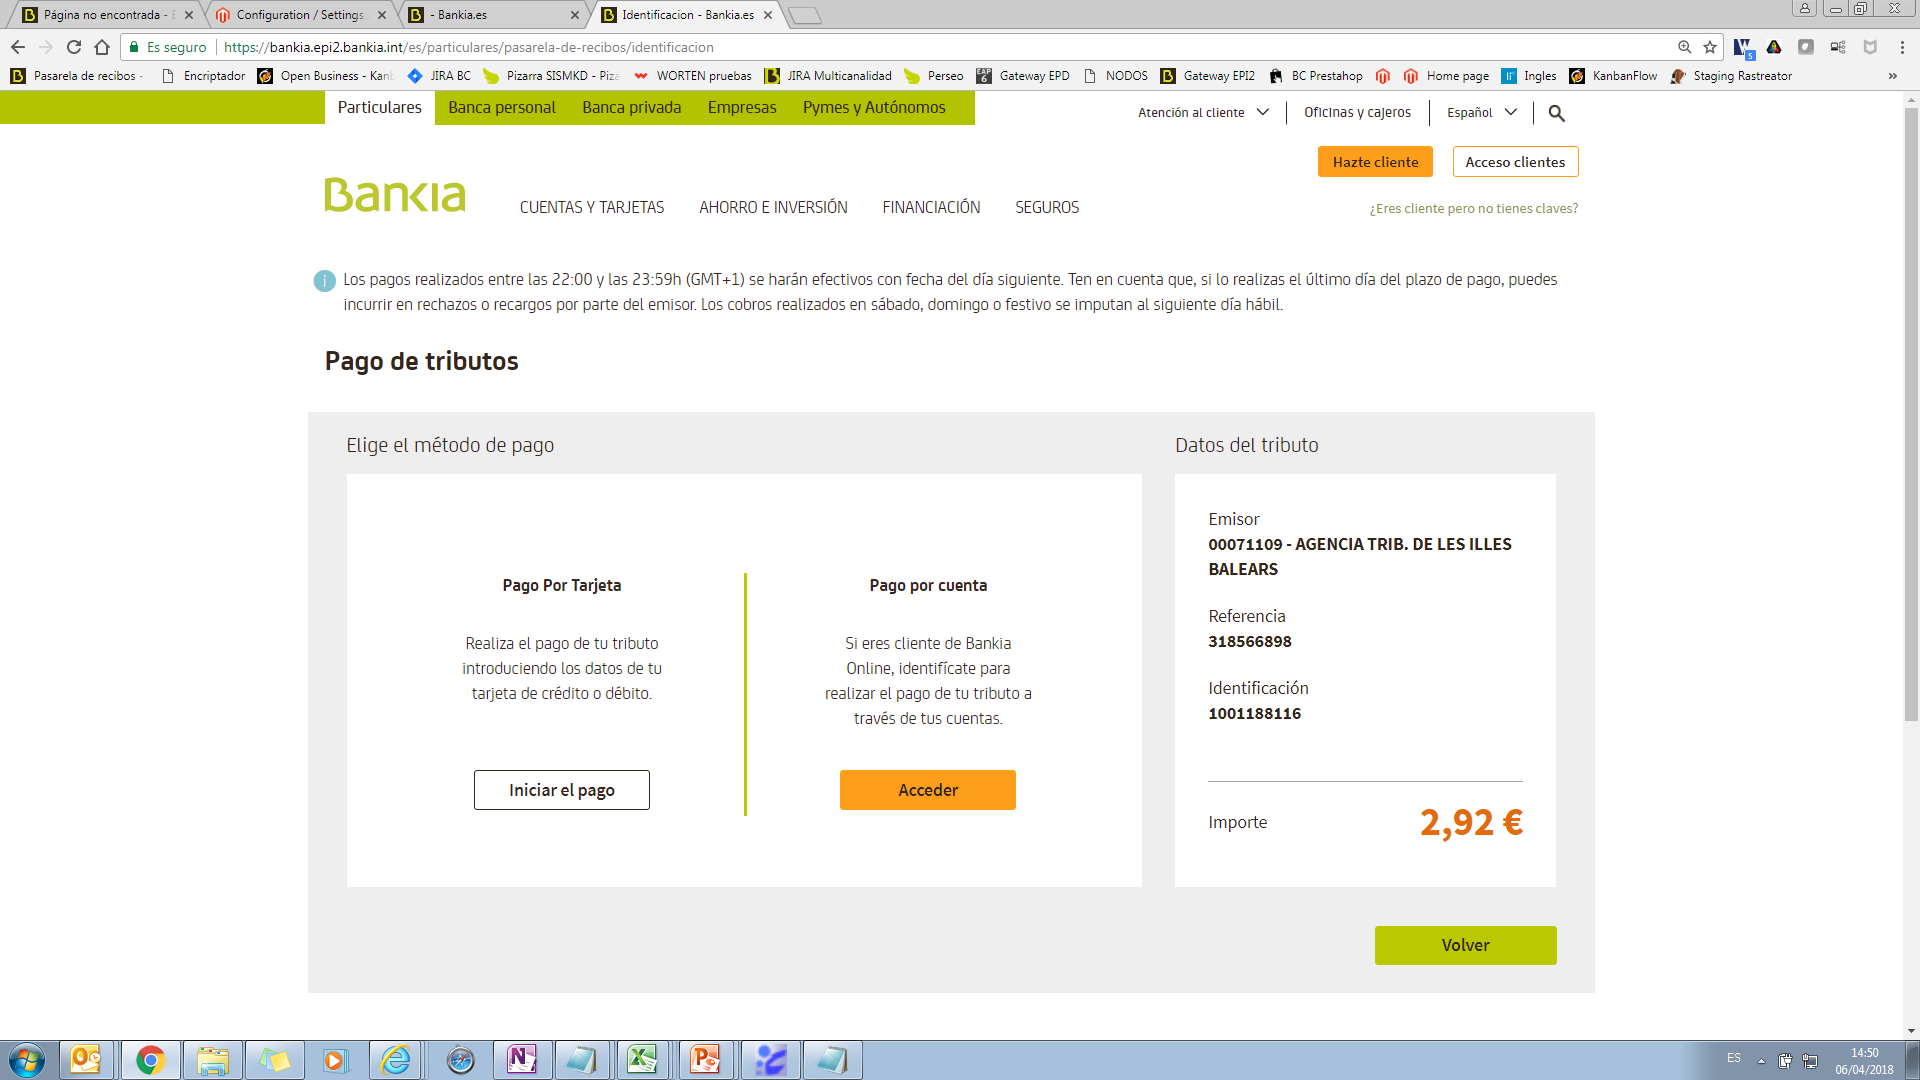 Página no encontrada -
Configuration / Settings
- Bankia.es
Identificacion - Bankia.es
Es seguro
https://bankia.epi2.bankia.int/es/particulares/pasarela-de-recibos/identificacion
Pasarela de recibos -
Encriptador
Open Business - Kanb
JIRA BC
Pizarra SISMKD - Piza
WORTEN pruebas
JIRA Multicanalidad
Perseo
Gateway EPD
NODOS
Gateway EPI2
BC Prestahop
Home page
Ingles
KanbanFlow
Staging Rastreator
»
Particulares
Banca personal
Banca privada
Empresas
Pymes y Autónomos
Atención al cliente
Oficinas y cajeros
Español
Hazte cliente
Acceso clientes
Bankia
CUENTAS Y TARJETAS
AHORRO E INVERSIÓN
FINANCIACIÓN
SEGUROS
¿Eres cliente pero no tienes claves?
Los pagos realizados entre las 22:00 y las 23:59h (GMT+1) se harán efectivos con fecha del día siguiente. Ten en cuenta que, si lo realizas el último día del plazo de pago, puedes
incurrir en rechazos o recargos por parte del emisor. Los cobros realizados en sábado, domingo o festivo se imputan al siguiente día hábil.
Pago de tributos
Elige el método de pago
Pago Por Tarjeta
Realiza el pago de tu tributo
introduciendo los datos de tu
tarjeta de crédito o débito.
Iniciar el pago
Pago por cuenta
Si eres cliente de Bankia
Online, identifícate para
realizar el pago de tu tributo a
través de tus cuentas.
Acceder
Datos del tributo
Emisor
00071109 - AGENCIA TRIB. DE LES ILLES
BALEARS
Referencia
318566898
Identificación
1001188116
Importe
2,92 €
Volver
ES
14:50
06/04/2018